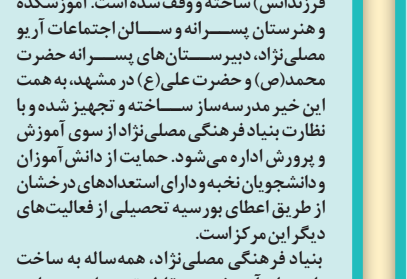 فرزندانش) ساخته و وقف شده است. آموزشکده
و هنرستان پســرانه و ســالن اجتماعات آریو
مصلی‌نژاد، دبیرســتان‌های پســرانه حضرت
محمد(ص) و حضرت علی(ع) در مشهد، به همت
این خیر مدرسه‌ساز ســاخته و تجهیز شده و با
نظارت بنیاد فرهنگی مصلی‌نژاد از سوی آموزش
و پرورش اداره می‌شود. حمایت از دانش‌آموزان
و دانشجویان نخبه و دارای استعدادهای درخشان
از طریق اعطای بورسیه تحصیلی از فعالیت‌های
دیگر این مرکز است.
بنیاد فرهنگی مصلی‌نژاد، همه‌ساله به ساخت